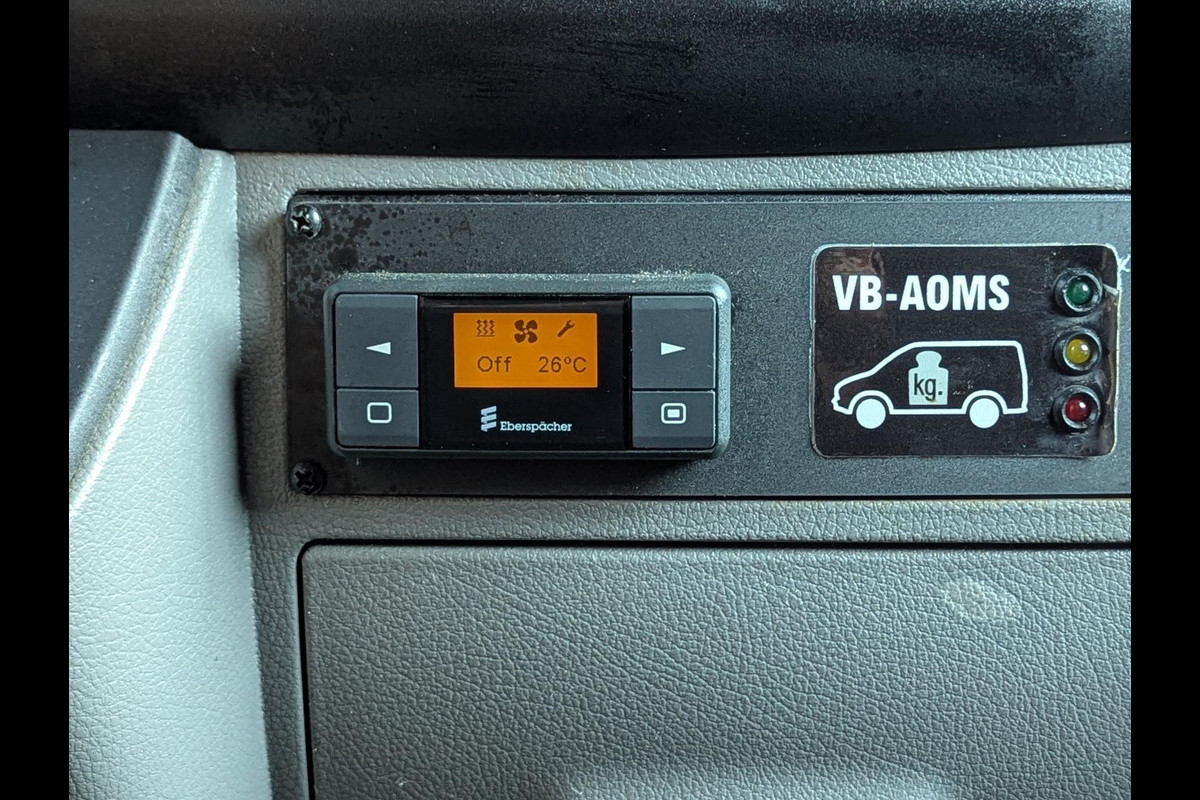 Off 26°C
Eberspächer
VB-AOMS
kg.